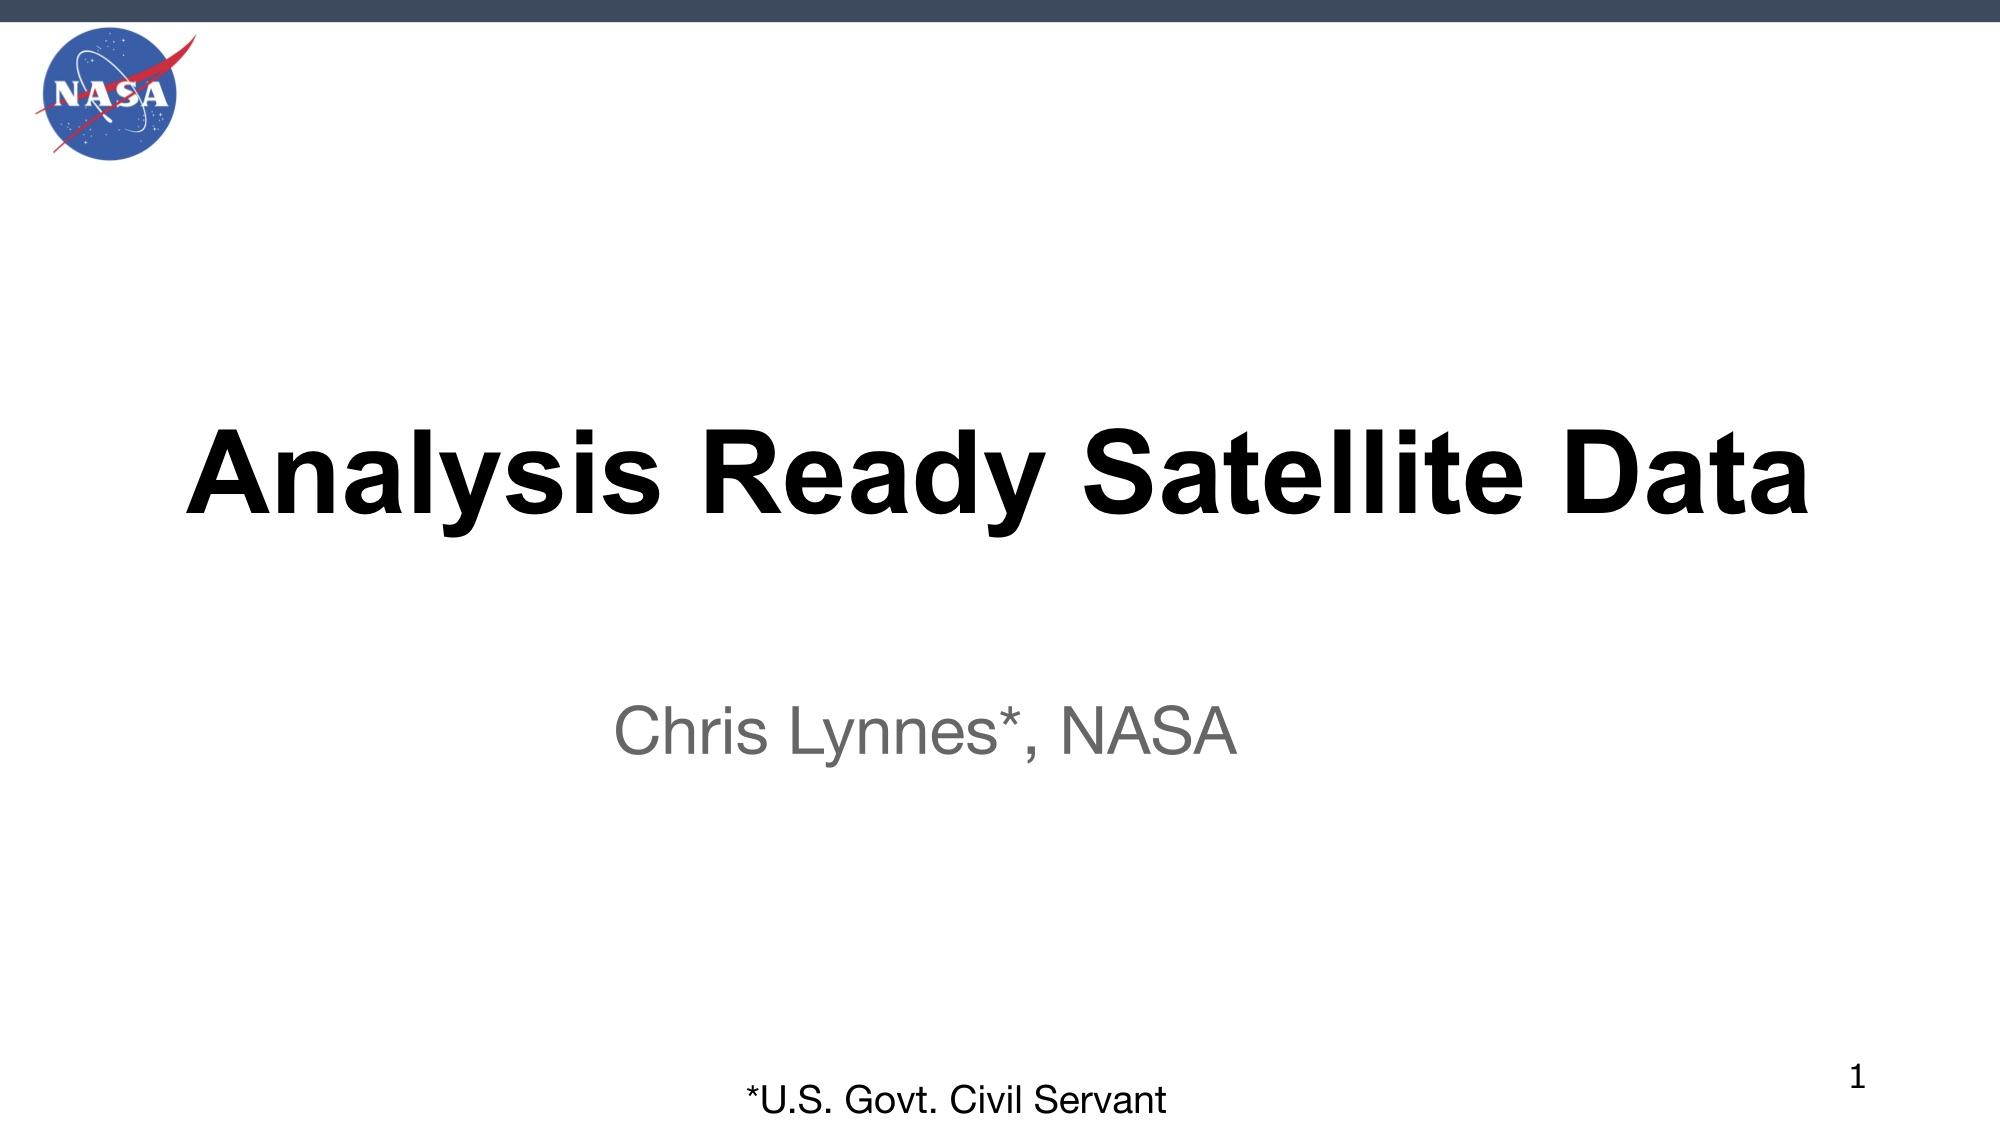 NASA
Analysis Ready Satellite Data
Chris Lynnes*, NASA
*U.S. Govt. Civil Servant
1